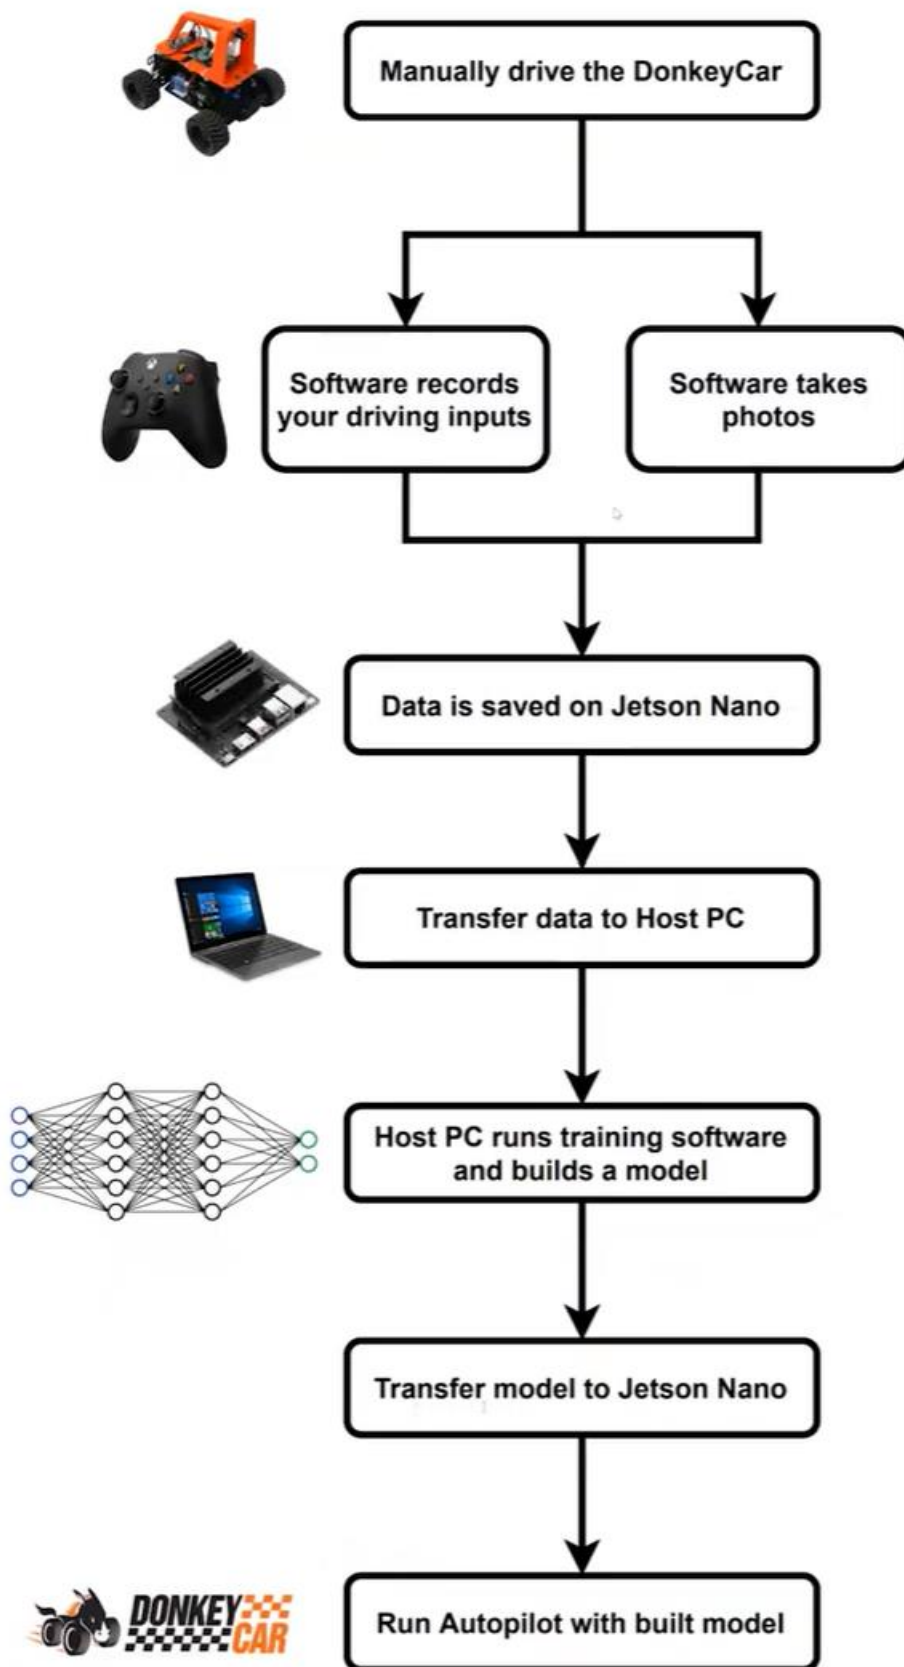 Manually drive the DonkeyCar
Software records
your driving inputs
Software takes
photos
Data is saved on Jetson Nano
Transfer data to Host PC
Host PC runs training software
and builds a model
Transfer model to Jetson Nano
DONKEY
CAR
Run Autopilot with built model